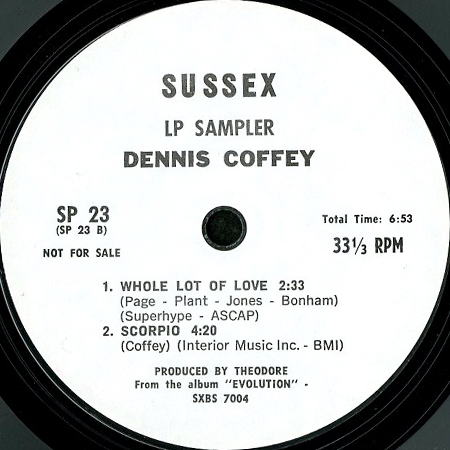 SUSSEX
LP SAMPLER
DENNIS COFFEY
SP 23
(SP 23 B)
NOT FOR SALE
Total Time: 6:53
33⅓ RPM
1. WHOLE LOT OF LOVE 2:33
(Page - Plant - Jones - Bonham)
(Superhype - ASCAP)
2. SCORPIO 4:20
(Coffey) (Interior Music Inc. - BMI)
PRODUCED BY THEODORE
From the album "EVOLUTION" -
SXBS 7004